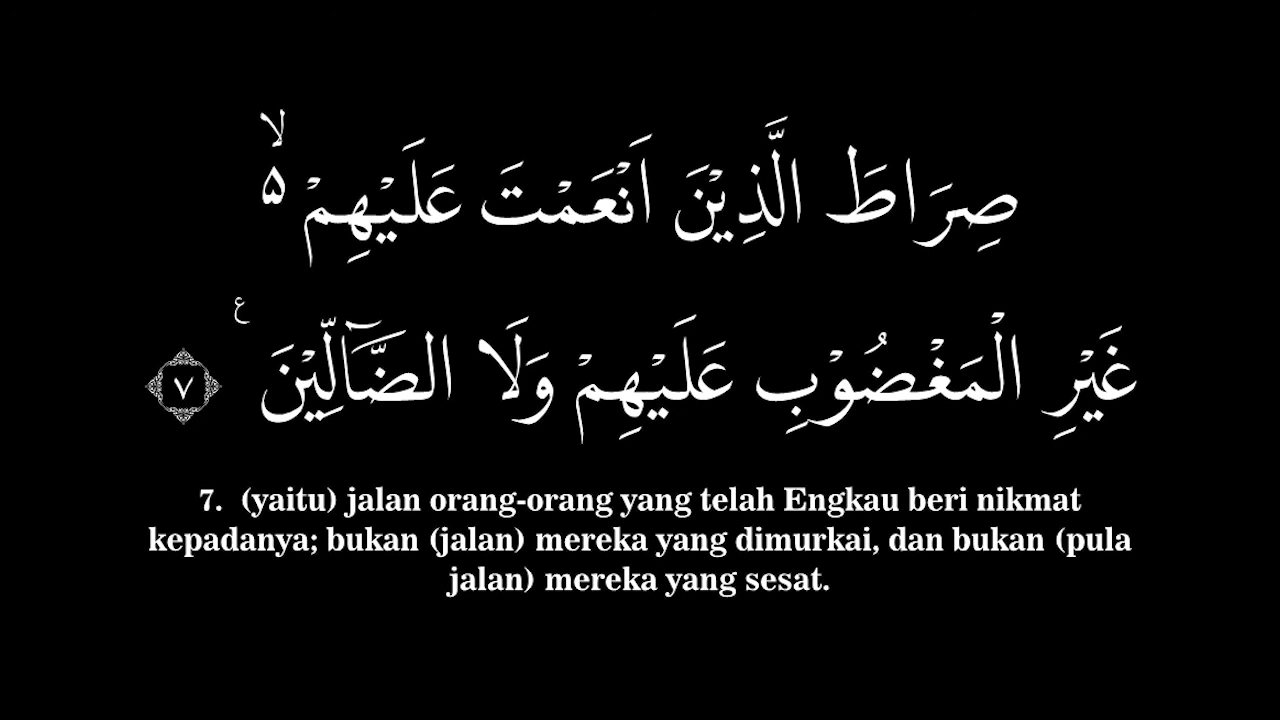 صِرَاطَ الَّذِيْنَ اَنْعَمْتَ عَلَيْهِمْ ۙ۵
غَيْرِ الْمَغْضُوْبِ عَلَيْهِمْ وَلَا الضَّاۤلِّيْنَ ࣖ ٧
7. (yaitu) jalan orang-orang yang telah Engkau beri nikmat
kepadanya; bukan (jalan) mereka yang dimurkai, dan bukan (pula
jalan) mereka yang sesat.